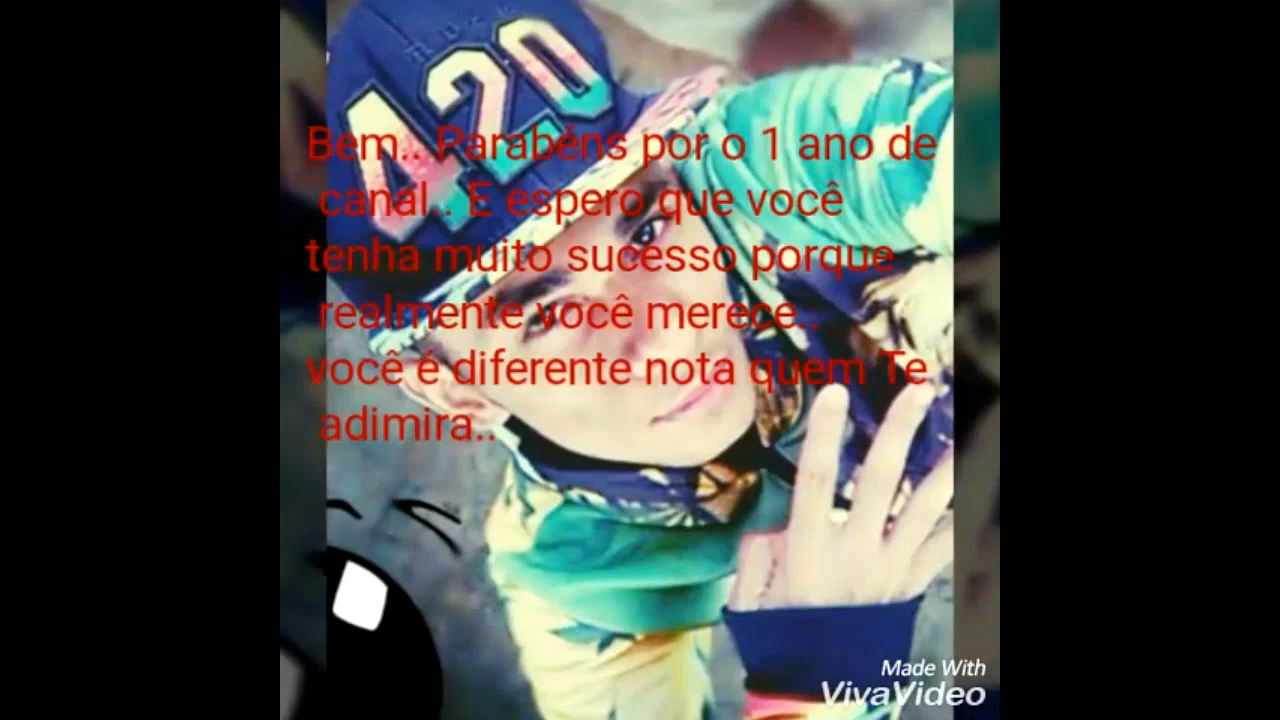 420
Bem.. Parabéns por o 1 ano de
canal.. E espero que você
tenha muito sucesso porque
realmente você merece..
você é diferente nota quem Te
adimira..
Made With
VivaVideo